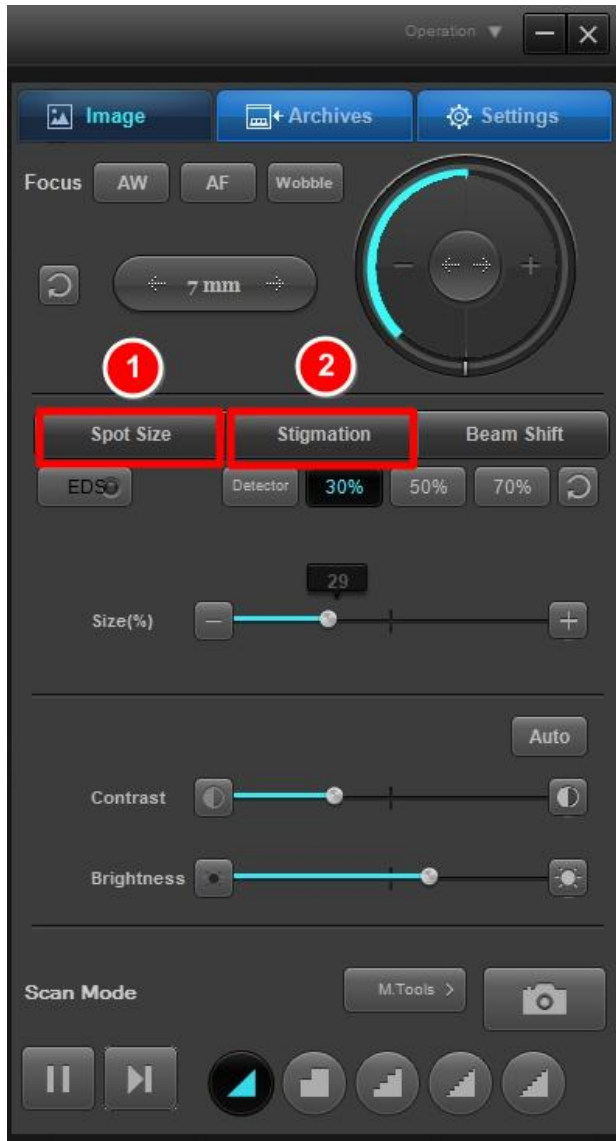 Operation ▼
Image Archives Settings
Focus AW AF Wobble
7 mm
1 2
Spot Size Stigmation Beam Shift
EDS Detector 30% 50% 70%
29
Size(%)
Auto
Contrast
Brightness
Scan Mode M.Tools >